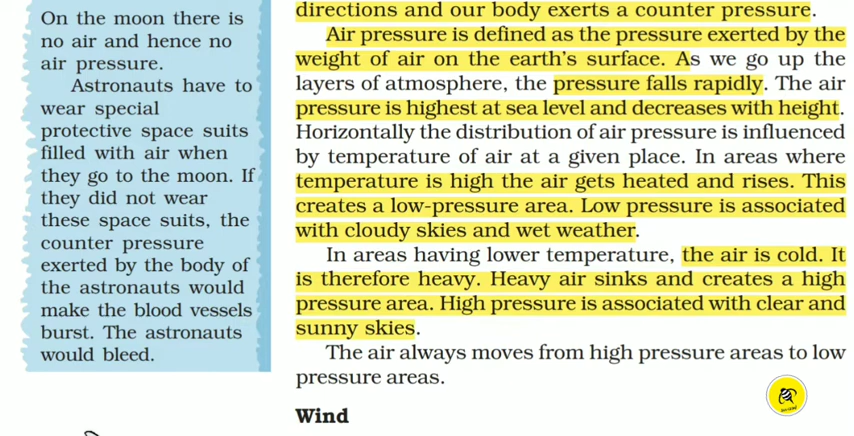 On the moon there is
no air and hence no
air pressure.
Astronauts have to
wear special
protective space suits
filled with air when
they go to the moon. If
they did not wear
these space suits, the
counter pressure
exerted by the body of
the astronauts would
make the blood vessels
burst. The astronauts
would bleed.
directions and our body exerts a counter pressure.
Air pressure is defined as the pressure exerted by the
weight of air on the earth's surface. As we go up the
layers of atmosphere, the pressure falls rapidly. The air
pressure is highest at sea level and decreases with height.
Horizontally the distribution of air pressure is influenced
by temperature of air at a given place. In areas where
temperature is high the air gets heated and rises. This
creates a low-pressure area. Low pressure is associated
with cloudy skies and wet weather.
In areas having lower temperature, the air is cold. It
is therefore heavy. Heavy air sinks and creates a high
pressure area. High pressure is associated with clear and
sunny skies.
The air always moves from high pressure areas to low
pressure areas.
Wind